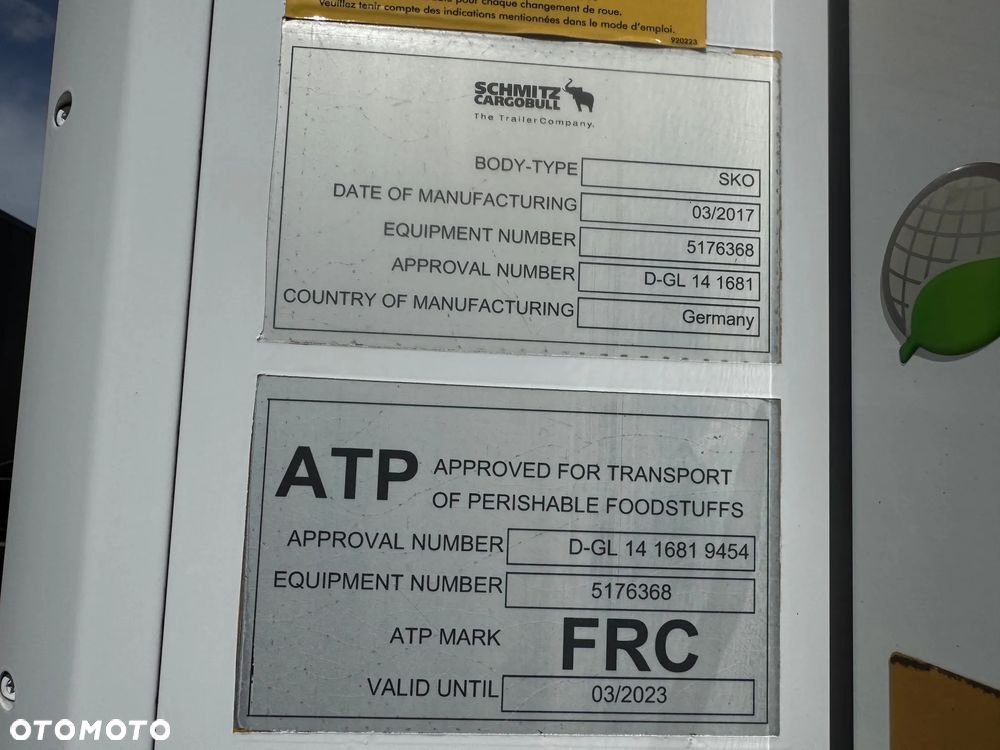 pour chaque changement de roue.
Veuillez tenir compte des indications mentionnées dans le mode d'emploi.
920223
SCHMITZ
CARGOBULL
The TrailerCompany.
BODY-TYPE SKO
DATE OF MANUFACTURING 03/2017
EQUIPMENT NUMBER 5176368
APPROVAL NUMBER D-GL 14 1681
COUNTRY OF MANUFACTURING Germany
ATP APPROVED FOR TRANSPORT
OF PERISHABLE FOODSTUFFS
APPROVAL NUMBER D-GL 14 1681 9454
EQUIPMENT NUMBER 5176368
ATP MARK FRC
VALID UNTIL 03/2023
OTOMOTO